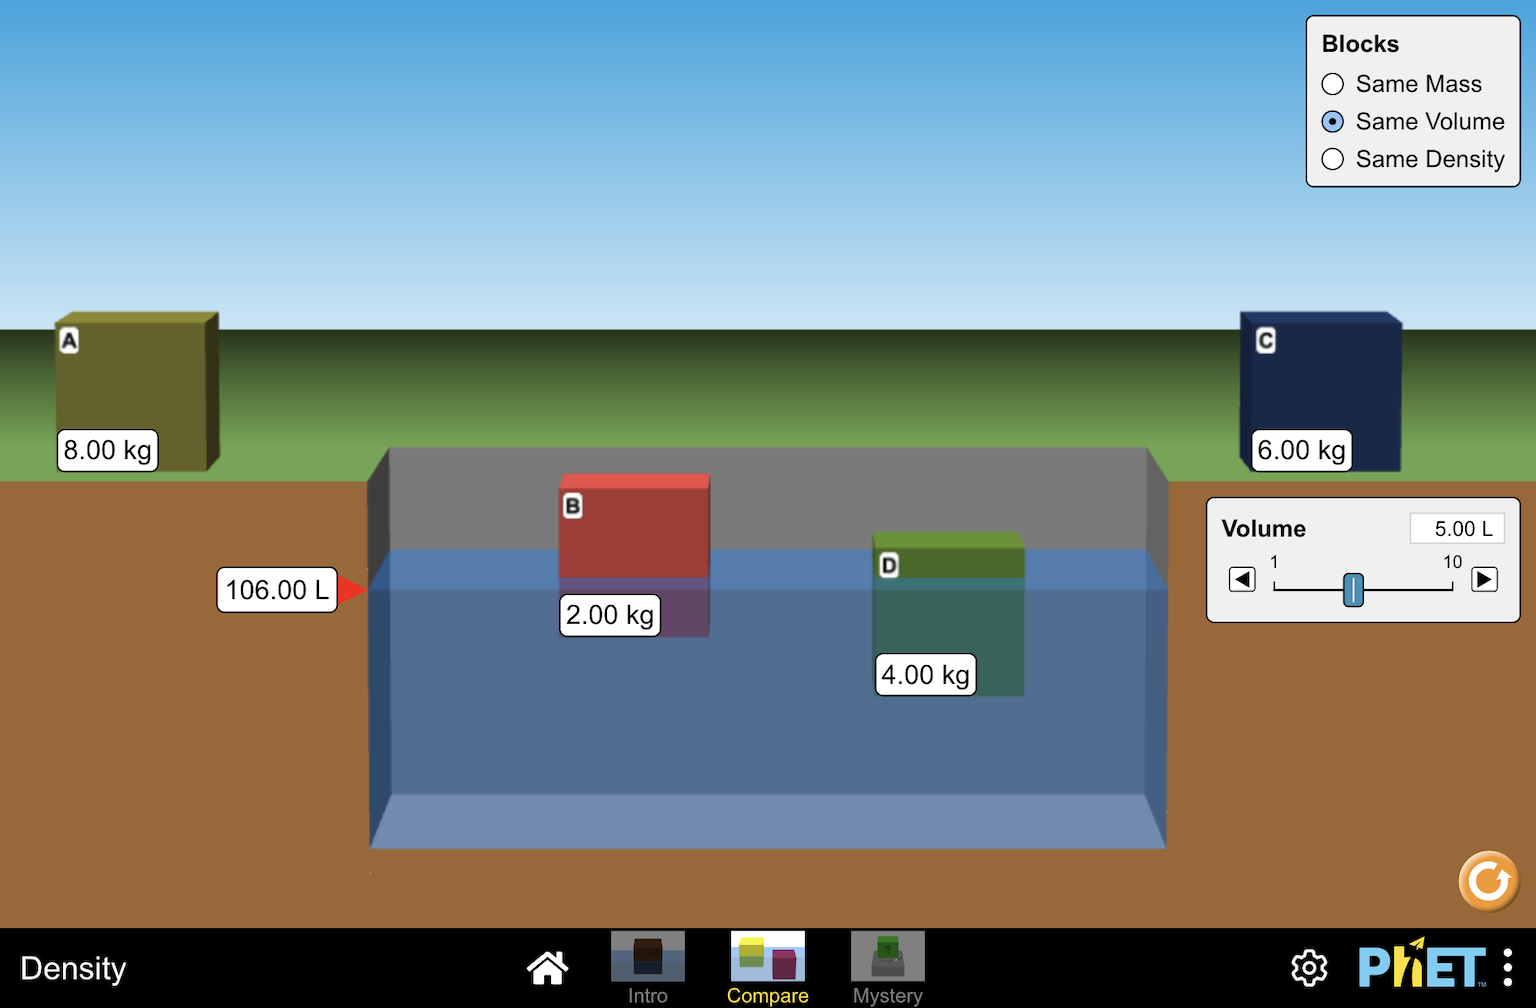 Blocks
Same Mass
Same Volume
Same Density
A
8.00 kg
C
6.00 kg
B
2.00 kg
D
4.00 kg
106.00 L
Volume
5.00 L
1
10
Density
Intro
Compare
?
Mystery
PhET
TM